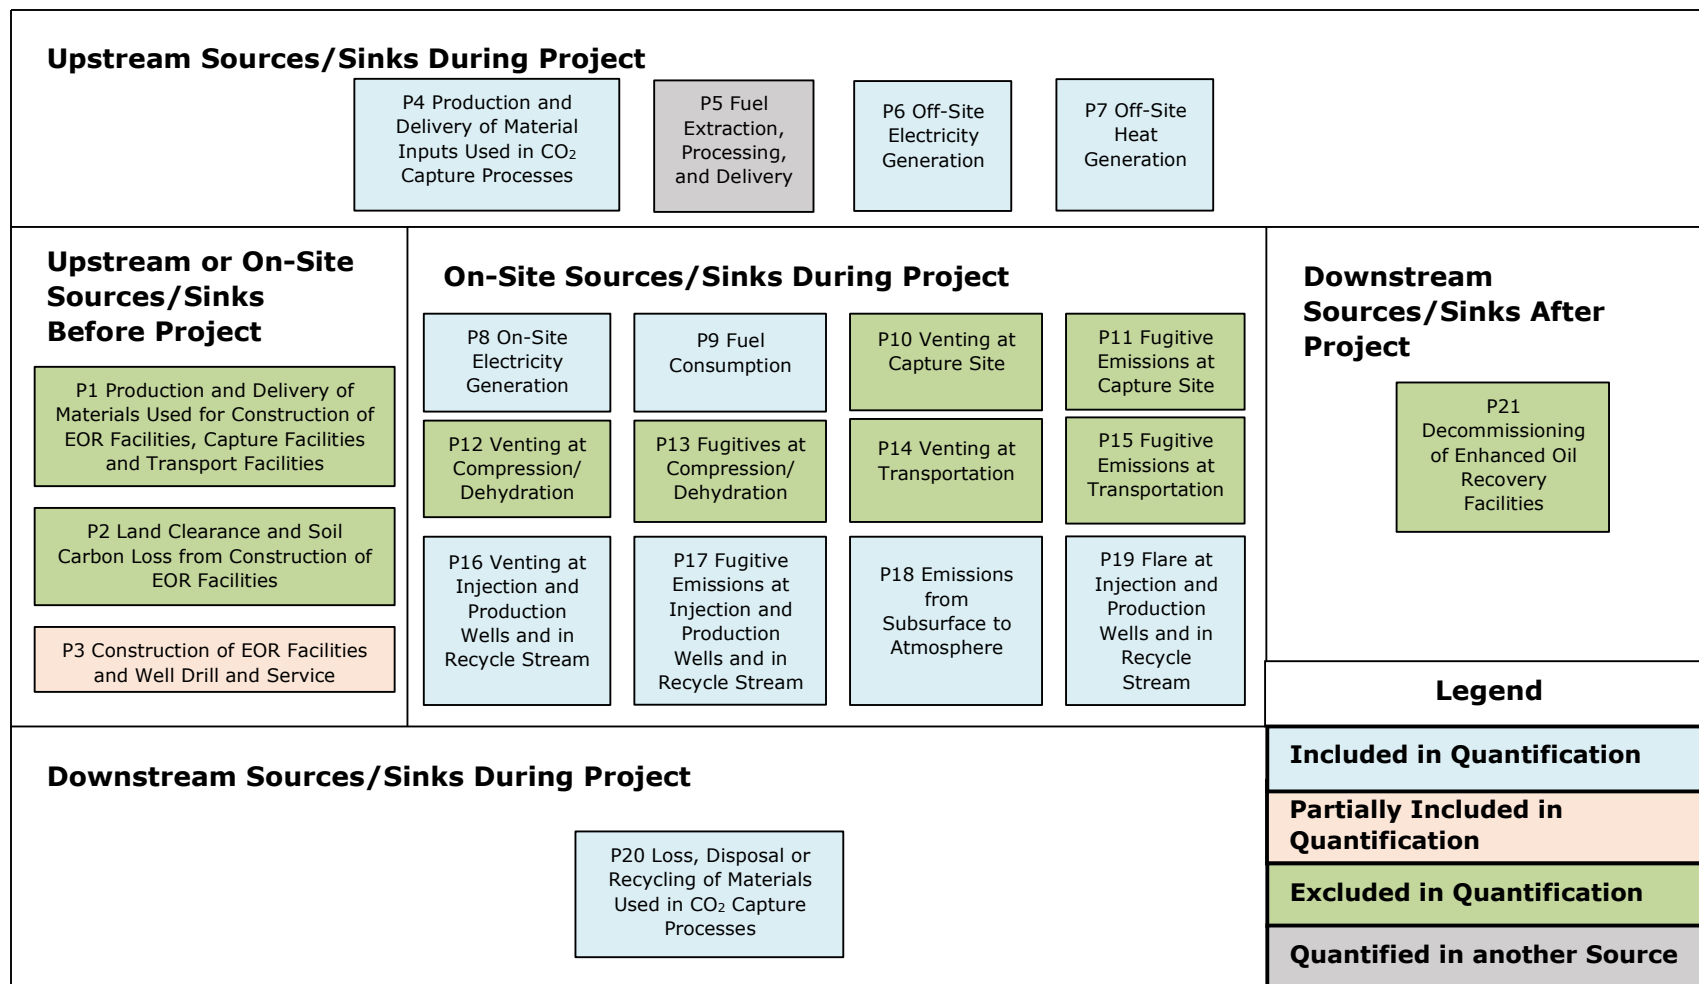 Upstream Sources/Sinks During Project
P4 Production and
Delivery of Material
Inputs Used in CO₂
Capture Processes
P5 Fuel
Extraction,
Processing,
and Delivery
P6 Off-Site
Electricity
Generation
P7 Off-Site
Heat
Generation
Upstream or On-Site
Sources/Sinks
Before Project
P1 Production and Delivery of
Materials Used for Construction of
EOR Facilities, Capture Facilities
and Transport Facilities
P2 Land Clearance and Soil
Carbon Loss from Construction of
EOR Facilities
P3 Construction of EOR Facilities
and Well Drill and Service
On-Site Sources/Sinks During Project
P8 On-Site
Electricity
Generation
P9 Fuel
Consumption
P10 Venting at
Capture Site
P11 Fugitive
Emissions at
Capture Site
P12 Venting at
Compression/
Dehydration
P13 Fugitives at
Compression/
Dehydration
P14 Venting at
Transportation
P15 Fugitive
Emissions at
Transportation
P16 Venting at
Injection and
Production
Wells and in
Recycle Stream
P17 Fugitive
Emissions at
Injection and
Production
Wells and in
Recycle Stream
P18 Emissions
from
Subsurface to
Atmosphere
P19 Flare at
Injection and
Production
Wells and in
Recycle
Stream
Downstream
Sources/Sinks After
Project
P21
Decommissioning
of Enhanced Oil
Recovery
Facilities
Downstream Sources/Sinks During Project
P20 Loss, Disposal or
Recycling of Materials
Used in CO₂ Capture
Processes
Legend
Included in Quantification
Partially Included in
Quantification
Excluded in Quantification
Quantified in another Source